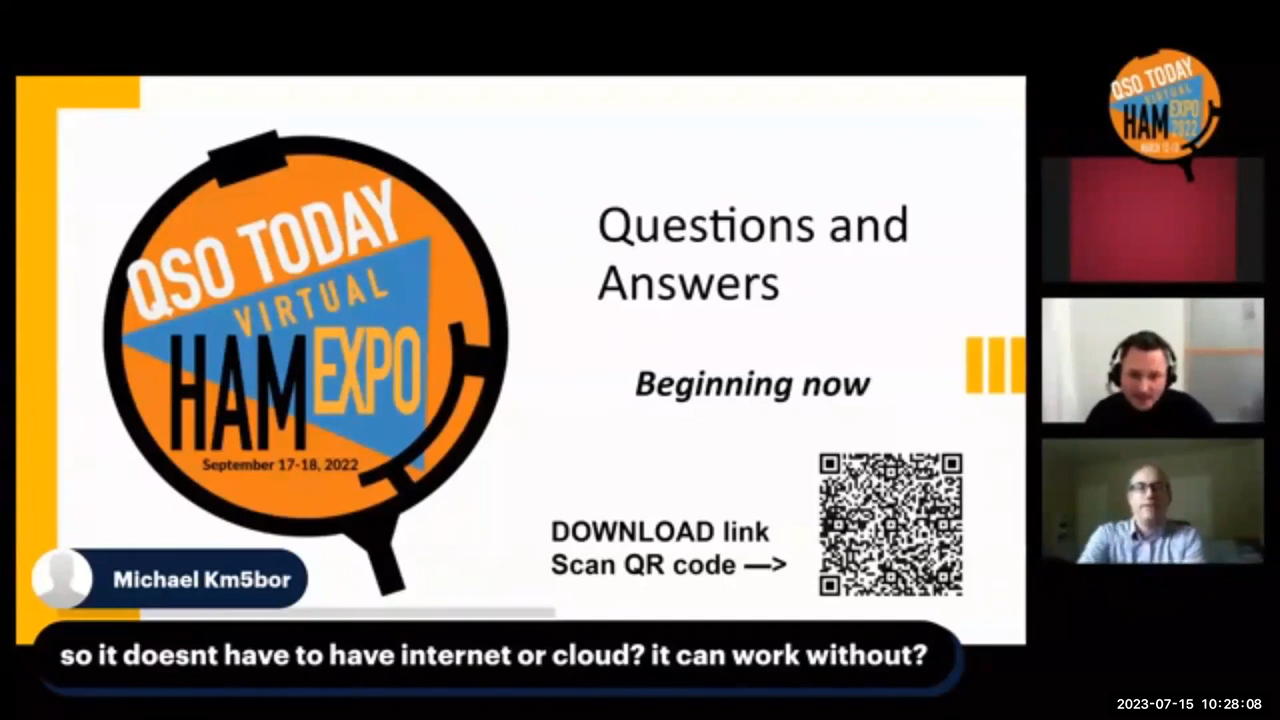 QSO TODAY
VIRTUAL
HAM EXPO
September 17-18, 2022
Questions and
Answers
Beginning now
DOWNLOAD link
Scan QR code —>
QSO TODAY
VIRTUAL
HAM EXPO
2022
Michael Km5bor
so it doesnt have to have internet or cloud? it can work without?
2023-07-15 10:28:08